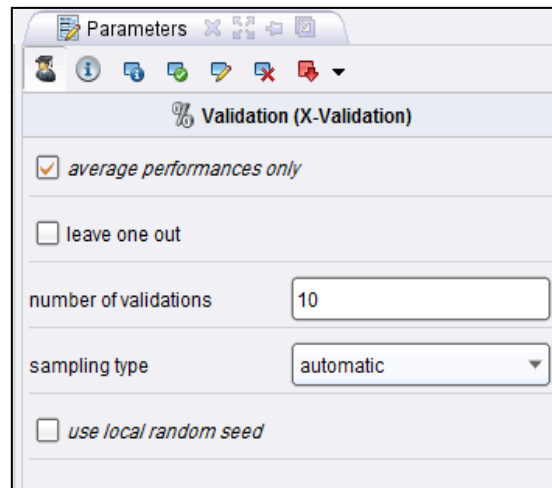 Parameters
Validation (X-Validation)
average performances only
leave one out
number of validations 10
sampling type automatic
use local random seed